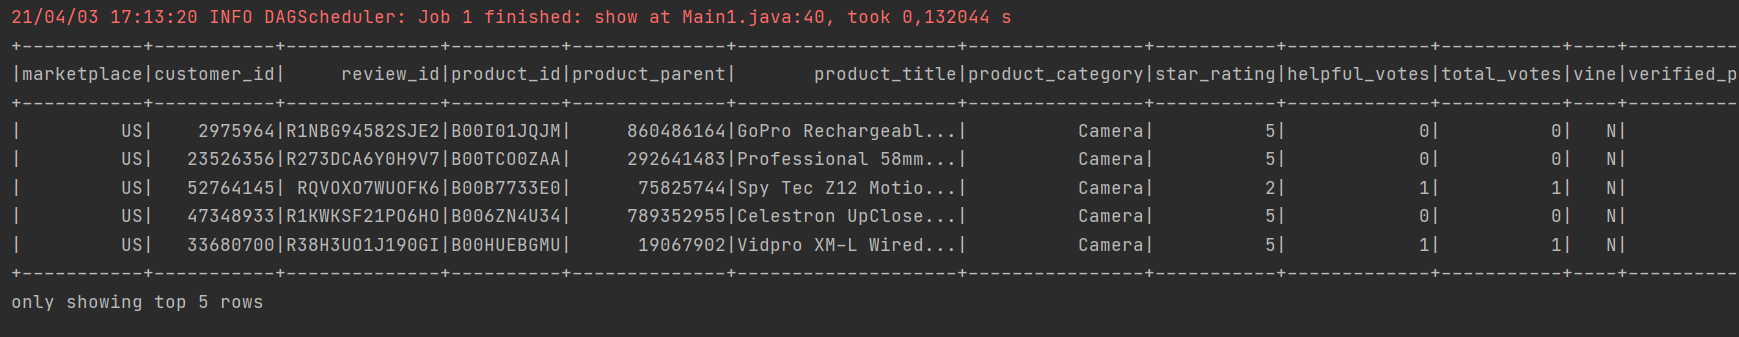 21/04/03 17:13:20 INFO DAGScheduler: Job 1 finished: show at Main1.java:40, took 0,132044 s
+-----------+-----------+--------------+----------+--------------+--------------------+----------------+-----------+-------------+-----------+----+----------
|marketplace|customer_id|     review_id|product_id|product_parent|       product_title|product_category|star_rating|helpful_votes|total_votes|vine|verified_p
+-----------+-----------+--------------+----------+--------------+--------------------+----------------+-----------+-------------+-----------+----+----------
|         US|    2975964|R1NBG94582SJE2|B00I01JQJM|     860486164|GoPro Rechargeabl...|          Camera|          5|            0|          0|   N|
|         US|   23526356|R273DCA6Y0H9V7|B00TCO0ZAA|     292641483|Professional 58mm...|          Camera|          5|            0|          0|   N|
|         US|   52764145| RQVOXO7WUOFK6|B00B7733E0|      75825744|Spy Tec Z12 Motio...|          Camera|          2|            1|          1|   N|
|         US|   47348933|R1KWKSF21PO6HO|B006ZN4U34|     789352955|Celestron UpClose...|          Camera|          5|            0|          0|   N|
|         US|   33680700|R38H3UO1J190GI|B00HUEBGMU|      19067902|Vidpro XM-L Wired...|          Camera|          5|            1|          1|   N|
+-----------+-----------+--------------+----------+--------------+--------------------+----------------+-----------+-------------+-----------+----+----------
only showing top 5 rows